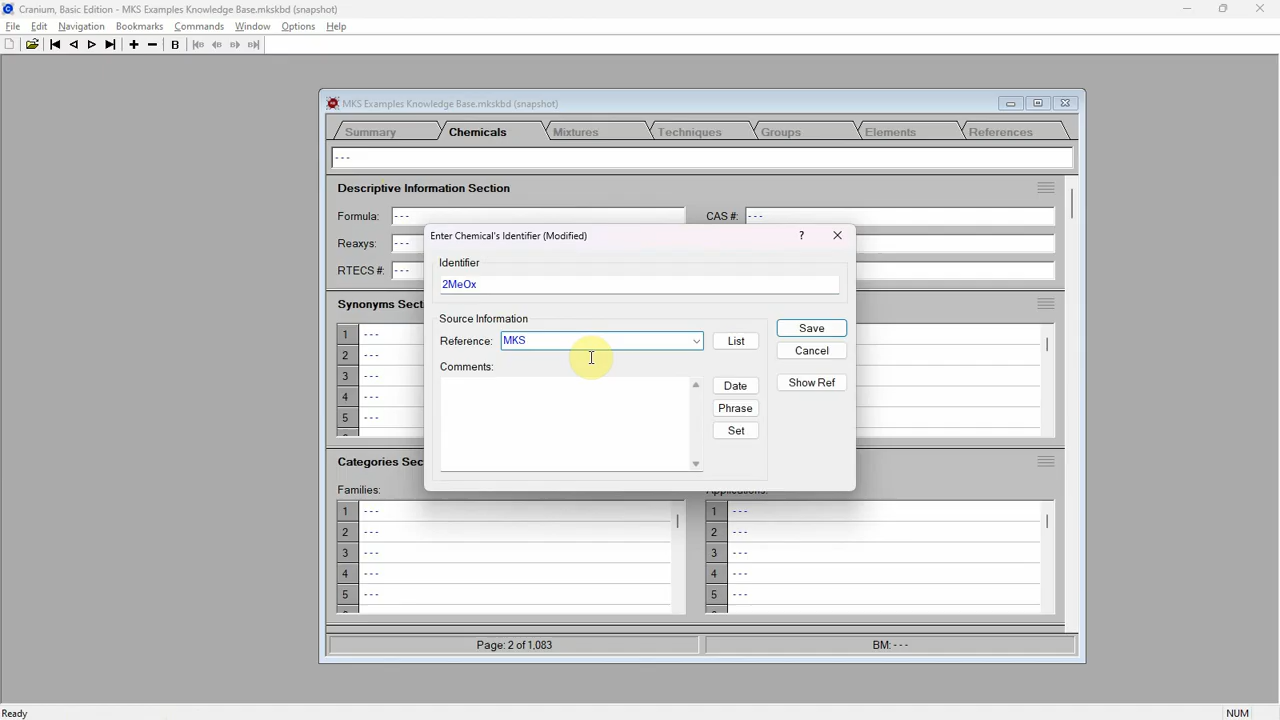 Cranium, Basic Edition - MKS Examples Knowledge Base.mkskbd (snapshot)
File Edit Navigation Bookmarks Commands Window Options Help
B
MKS Examples Knowledge Base.mkskbd (snapshot)
Summary Chemicals Mixtures Techniques Groups Elements References
---
Descriptive Information Section
Formula: --- CAS #: ---
Enter Chemical's Identifier (Modified) ?
Reaxys: ---
Identifier
RTECS #: ---
2MeOx
Synonyms Sect
Source Information
Save
1 ---
Reference: MKS List
Cancel
2 ---
Comments:
3 ---
Date Show Ref
4 ---
Phrase
5 ---
Set
Categories Sec
Families:
1 --- 1 ---
2 --- 2 ---
3 --- 3 ---
4 --- 4 ---
5 --- 5 ---
Page: 2 of 1,083 BM: ---
Ready NUM